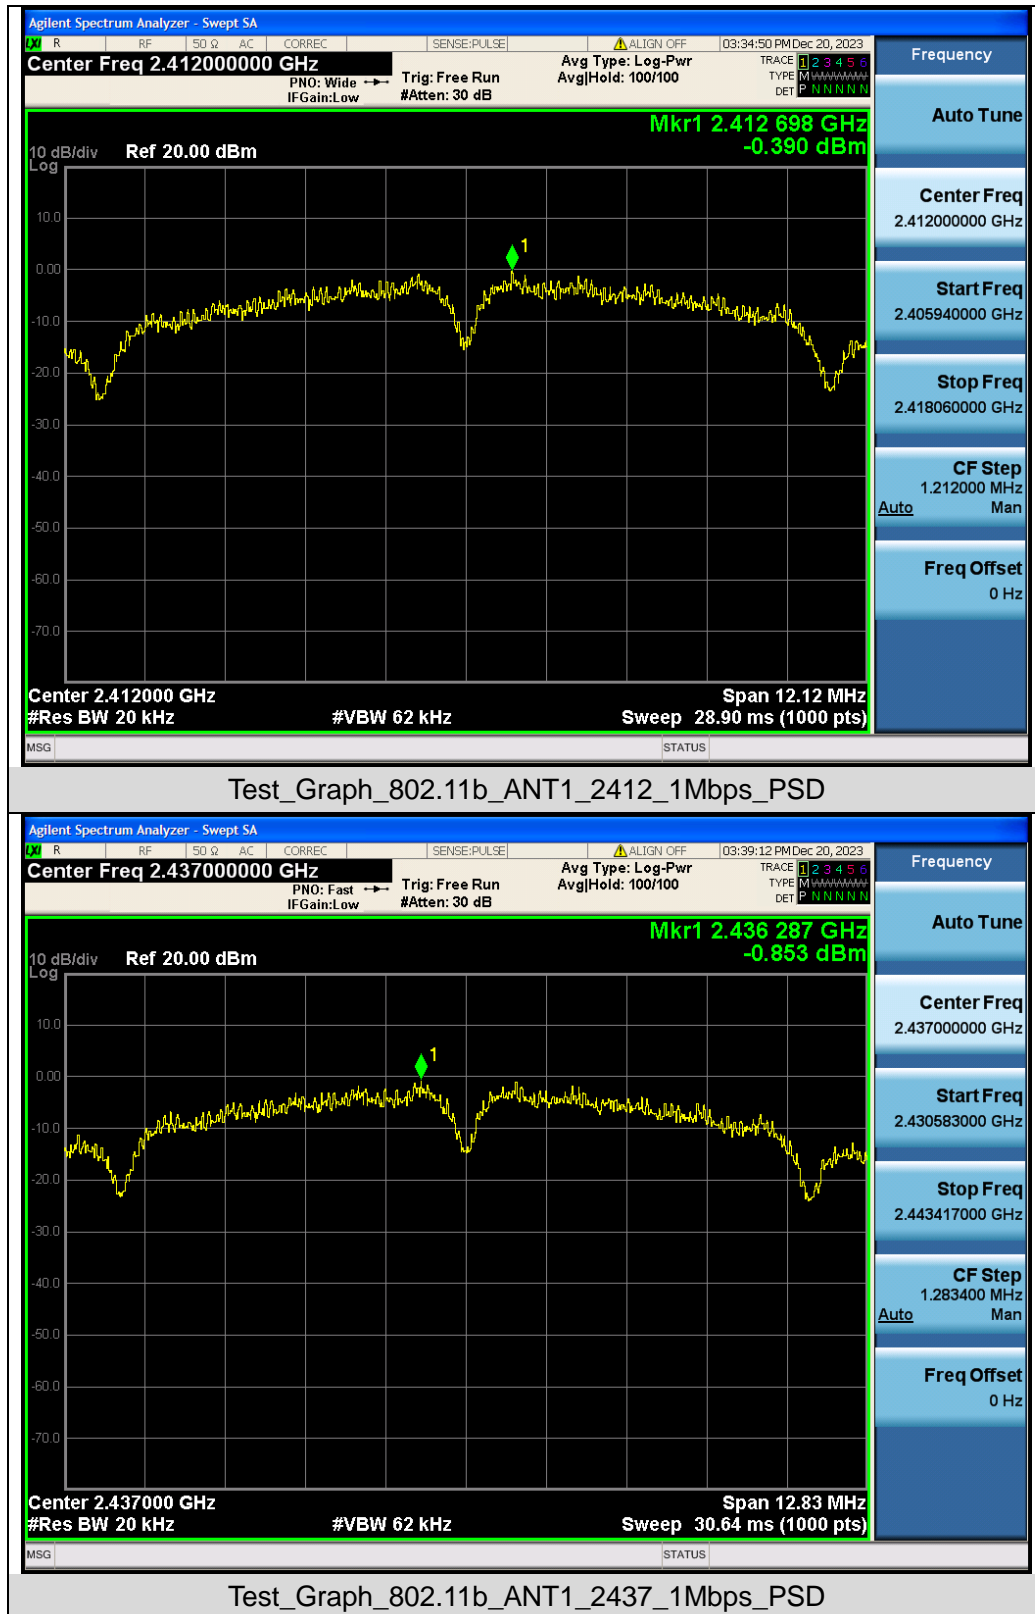 Agilent Spectrum Analyzer - Swept SA
LXI R RF 50 Ω AC CORREC SENSE:PULSE ALIGN OFF 03:34:50 PM Dec 20, 2023
Center Freq 2.412000000 GHz
PNO: Wide
IFGain:Low
Trig: Free Run
#Atten: 30 dB
Avg Type: Log-Pwr
Avg|Hold: 100/100
TRACE 1 2 3 4 5 6
TYPE M WWWWW
DET P N N N N N
Frequency
Auto Tune
Mkr1 2.412 698 GHz
-0.390 dBm
10 dB/div Ref 20.00 dBm
Log
10.0
0.00
-10.0
-20.0
-30.0
-40.0
-50.0
-60.0
-70.0
1
Center Freq
2.412000000 GHz
Start Freq
2.405940000 GHz
Stop Freq
2.418060000 GHz
CF Step
1.212000 MHz
Auto Man
Freq Offset
0 Hz
Center 2.412000 GHz Span 12.12 MHz
#Res BW 20 kHz #VBW 62 kHz Sweep 28.90 ms (1000 pts)
MSG STATUS
Test_Graph_802.11b_ANT1_2412_1Mbps_PSD
Agilent Spectrum Analyzer - Swept SA
LXI R RF 50 Ω AC CORREC SENSE:PULSE ALIGN OFF 03:39:12 PM Dec 20, 2023
Center Freq 2.437000000 GHz
PNO: Fast
IFGain:Low
Trig: Free Run
#Atten: 30 dB
Avg Type: Log-Pwr
Avg|Hold: 100/100
TRACE 1 2 3 4 5 6
TYPE M WWWWW
DET P N N N N N
Frequency
Auto Tune
Mkr1 2.436 287 GHz
-0.853 dBm
10 dB/div Ref 20.00 dBm
Log
10.0
0.00
-10.0
-20.0
-30.0
-40.0
-50.0
-60.0
-70.0
1
Center Freq
2.437000000 GHz
Start Freq
2.430583000 GHz
Stop Freq
2.443417000 GHz
CF Step
1.283400 MHz
Auto Man
Freq Offset
0 Hz
Center 2.437000 GHz Span 12.83 MHz
#Res BW 20 kHz #VBW 62 kHz Sweep 30.64 ms (1000 pts)
MSG STATUS
Test_Graph_802.11b_ANT1_2437_1Mbps_PSD